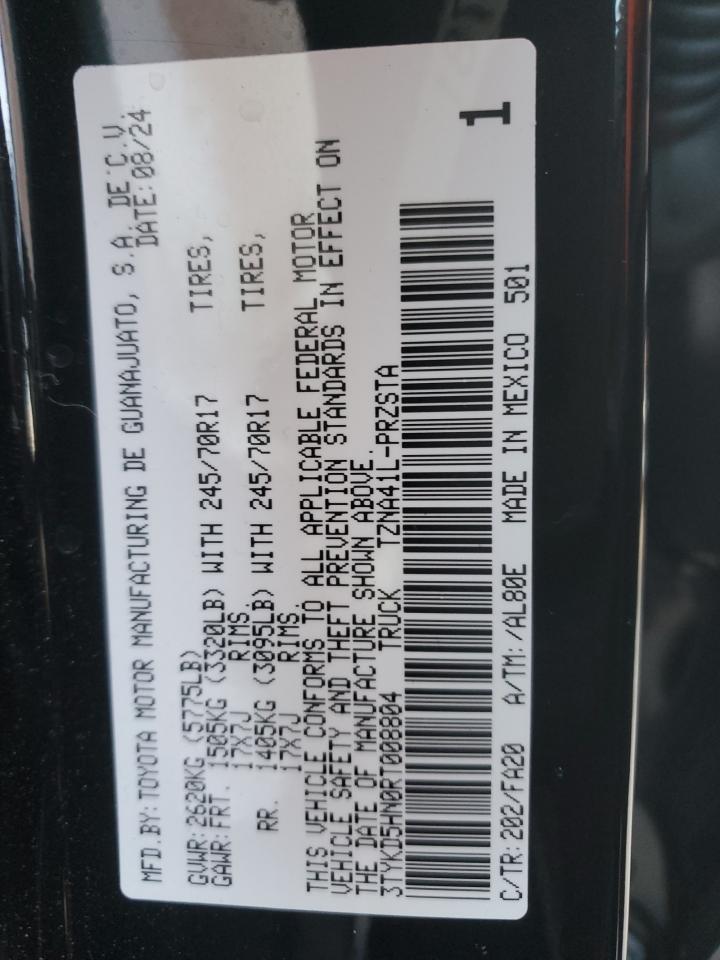 MFD.BY: TOYOTA MOTOR MANUFACTURING DE GUANAJUATO, S.A. DE C.V.
DATE: 08/24
GVWR: 2620KG (5775LB)
GAWR: FRT. 1505KG (3320LB) WITH 245/70R17 TIRES,
17X7J RIMS.
RR. 1405KG (3095LB) WITH 245/70R17 TIRES,
17X7J RIMS
THIS VEHICLE CONFORMS TO ALL APPLICABLE FEDERAL MOTOR
VEHICLE SAFETY AND THEFT PREVENTION STANDARDS IN EFFECT ON
THE DATE OF MANUFACTURE SHOWN ABOVE.
3TYKD5HN0RT008804 TRUCK TZNA41L-PRZSTA
1
C/TR: 202/FA20 A/TM: /AL80E MADE IN MEXICO 501